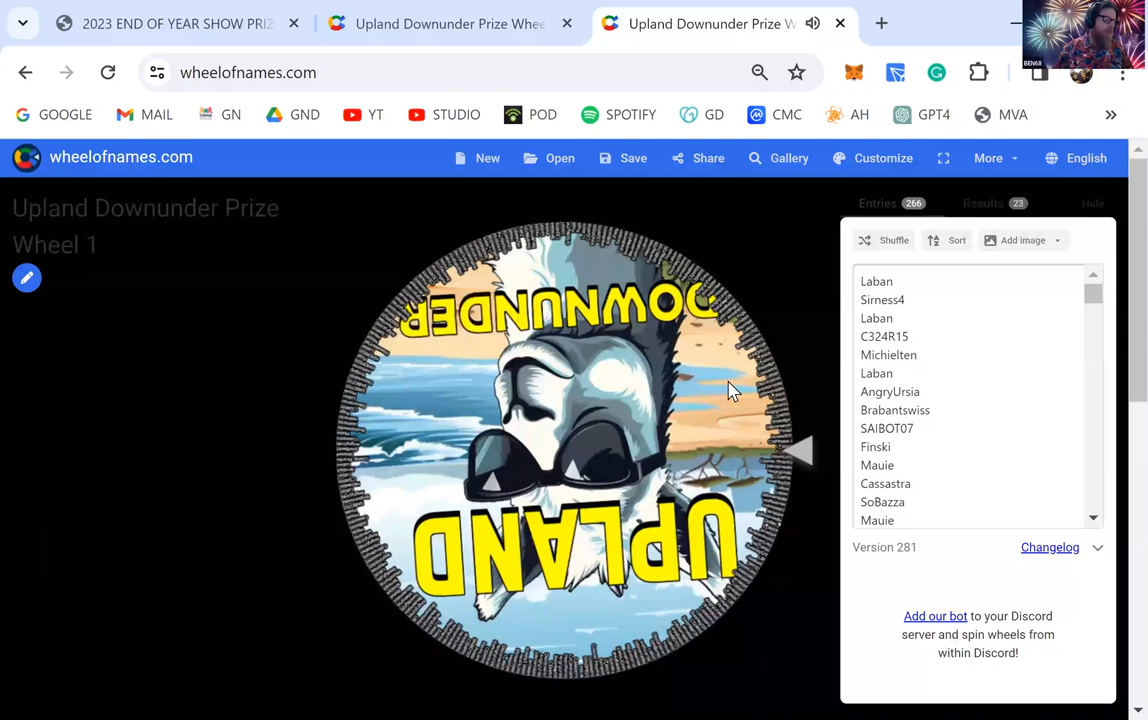 2023 END OF YEAR SHOW PRIZ
Upland Downunder Prize Whee
Upland Downunder Prize W
BEN68
wheelofnames.com
GOOGLE
MAIL
GN
GND
YT
STUDIO
POD
SPOTIFY
GD
CMC
AH
GPT4
MVA
wheelofnames.com
New
Open
Save
Share
Gallery
Customize
More
English
Upland Downunder Prize
Wheel 1
Entries 266
Results 23
Hide
Shuffle
Sort
Add image
Laban
Sirness4
Laban
C324R15
Michielten
Laban
AngryUrsia
Brabantswiss
SAIBOT07
Finski
Mauie
Cassastra
SoBazza
Mauie
UPLAND
DOWNUNDER
Version 281
Changelog
Add our bot to your Discord
server and spin wheels from
within Discord!